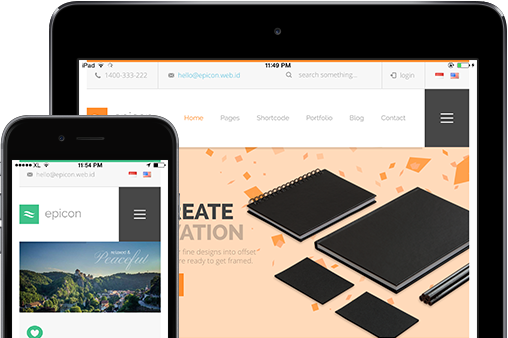 iPad
11:49 PM
1400-333-222
hello@epicon.web.id
search something...
login
Home
Pages
Shortcode
Portfolio
Blog
Contact
REATE
VATION
fine designs into offset"
re ready to get framed.
XL
11:54 PM
hello@epicon.web.id
epicon
Peaceful